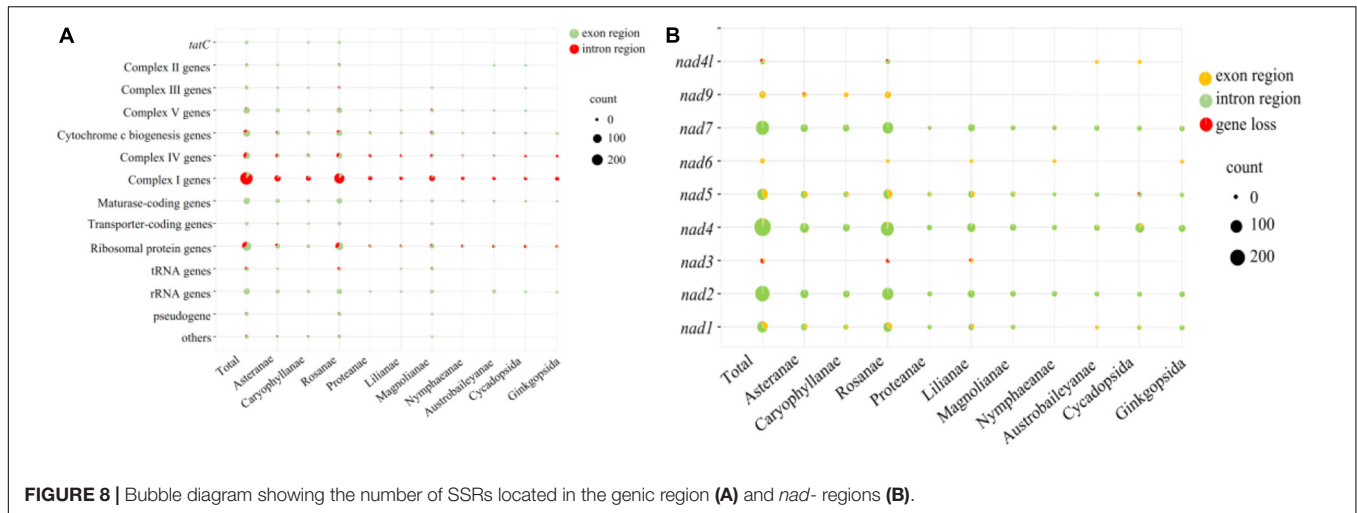 A
exon region
intron region
count
0
100
200
tatC
Complex II genes
Complex III genes
Complex V genes
Cytochrome c biogenesis genes
Complex IV genes
Complex I genes
Maturase-coding genes
Transporter-coding genes
Ribosomal protein genes
tRNA genes
rRNA genes
pseudogene
others
Total
Asteranae
Caryophyllanae
Rosanae
Proteanae
Lilianae
Magnolianae
Nymphaeanae
Austrobaileyanae
Cycadopsida
Ginkgopsida
B
exon region
intron region
gene loss
count
0
100
200
nad4l
nad9
nad7
nad6
nad5
nad4
nad3
nad2
nad1
Total
Asteranae
Caryophyllanae
Rosanae
Proteanae
Lilianae
Magnolianae
Nymphaeanae
Austrobaileyanae
Cycadopsida
Ginkgopsida
FIGURE 8 | Bubble diagram showing the number of SSRs located in the genic region (A) and nad- regions (B).